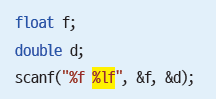 float f;
double d;
scanf("%f %lf", &f, &d);